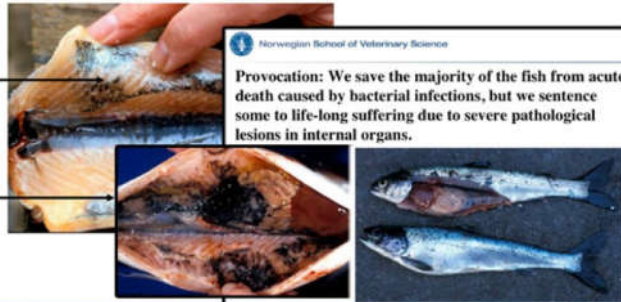 Norwegian School of Veterinary Science
Provocation: We save the majority of the fish from acute
death caused by bacterial infections, but we sentence
some to life-long suffering due to severe pathological
lesions in internal organs.